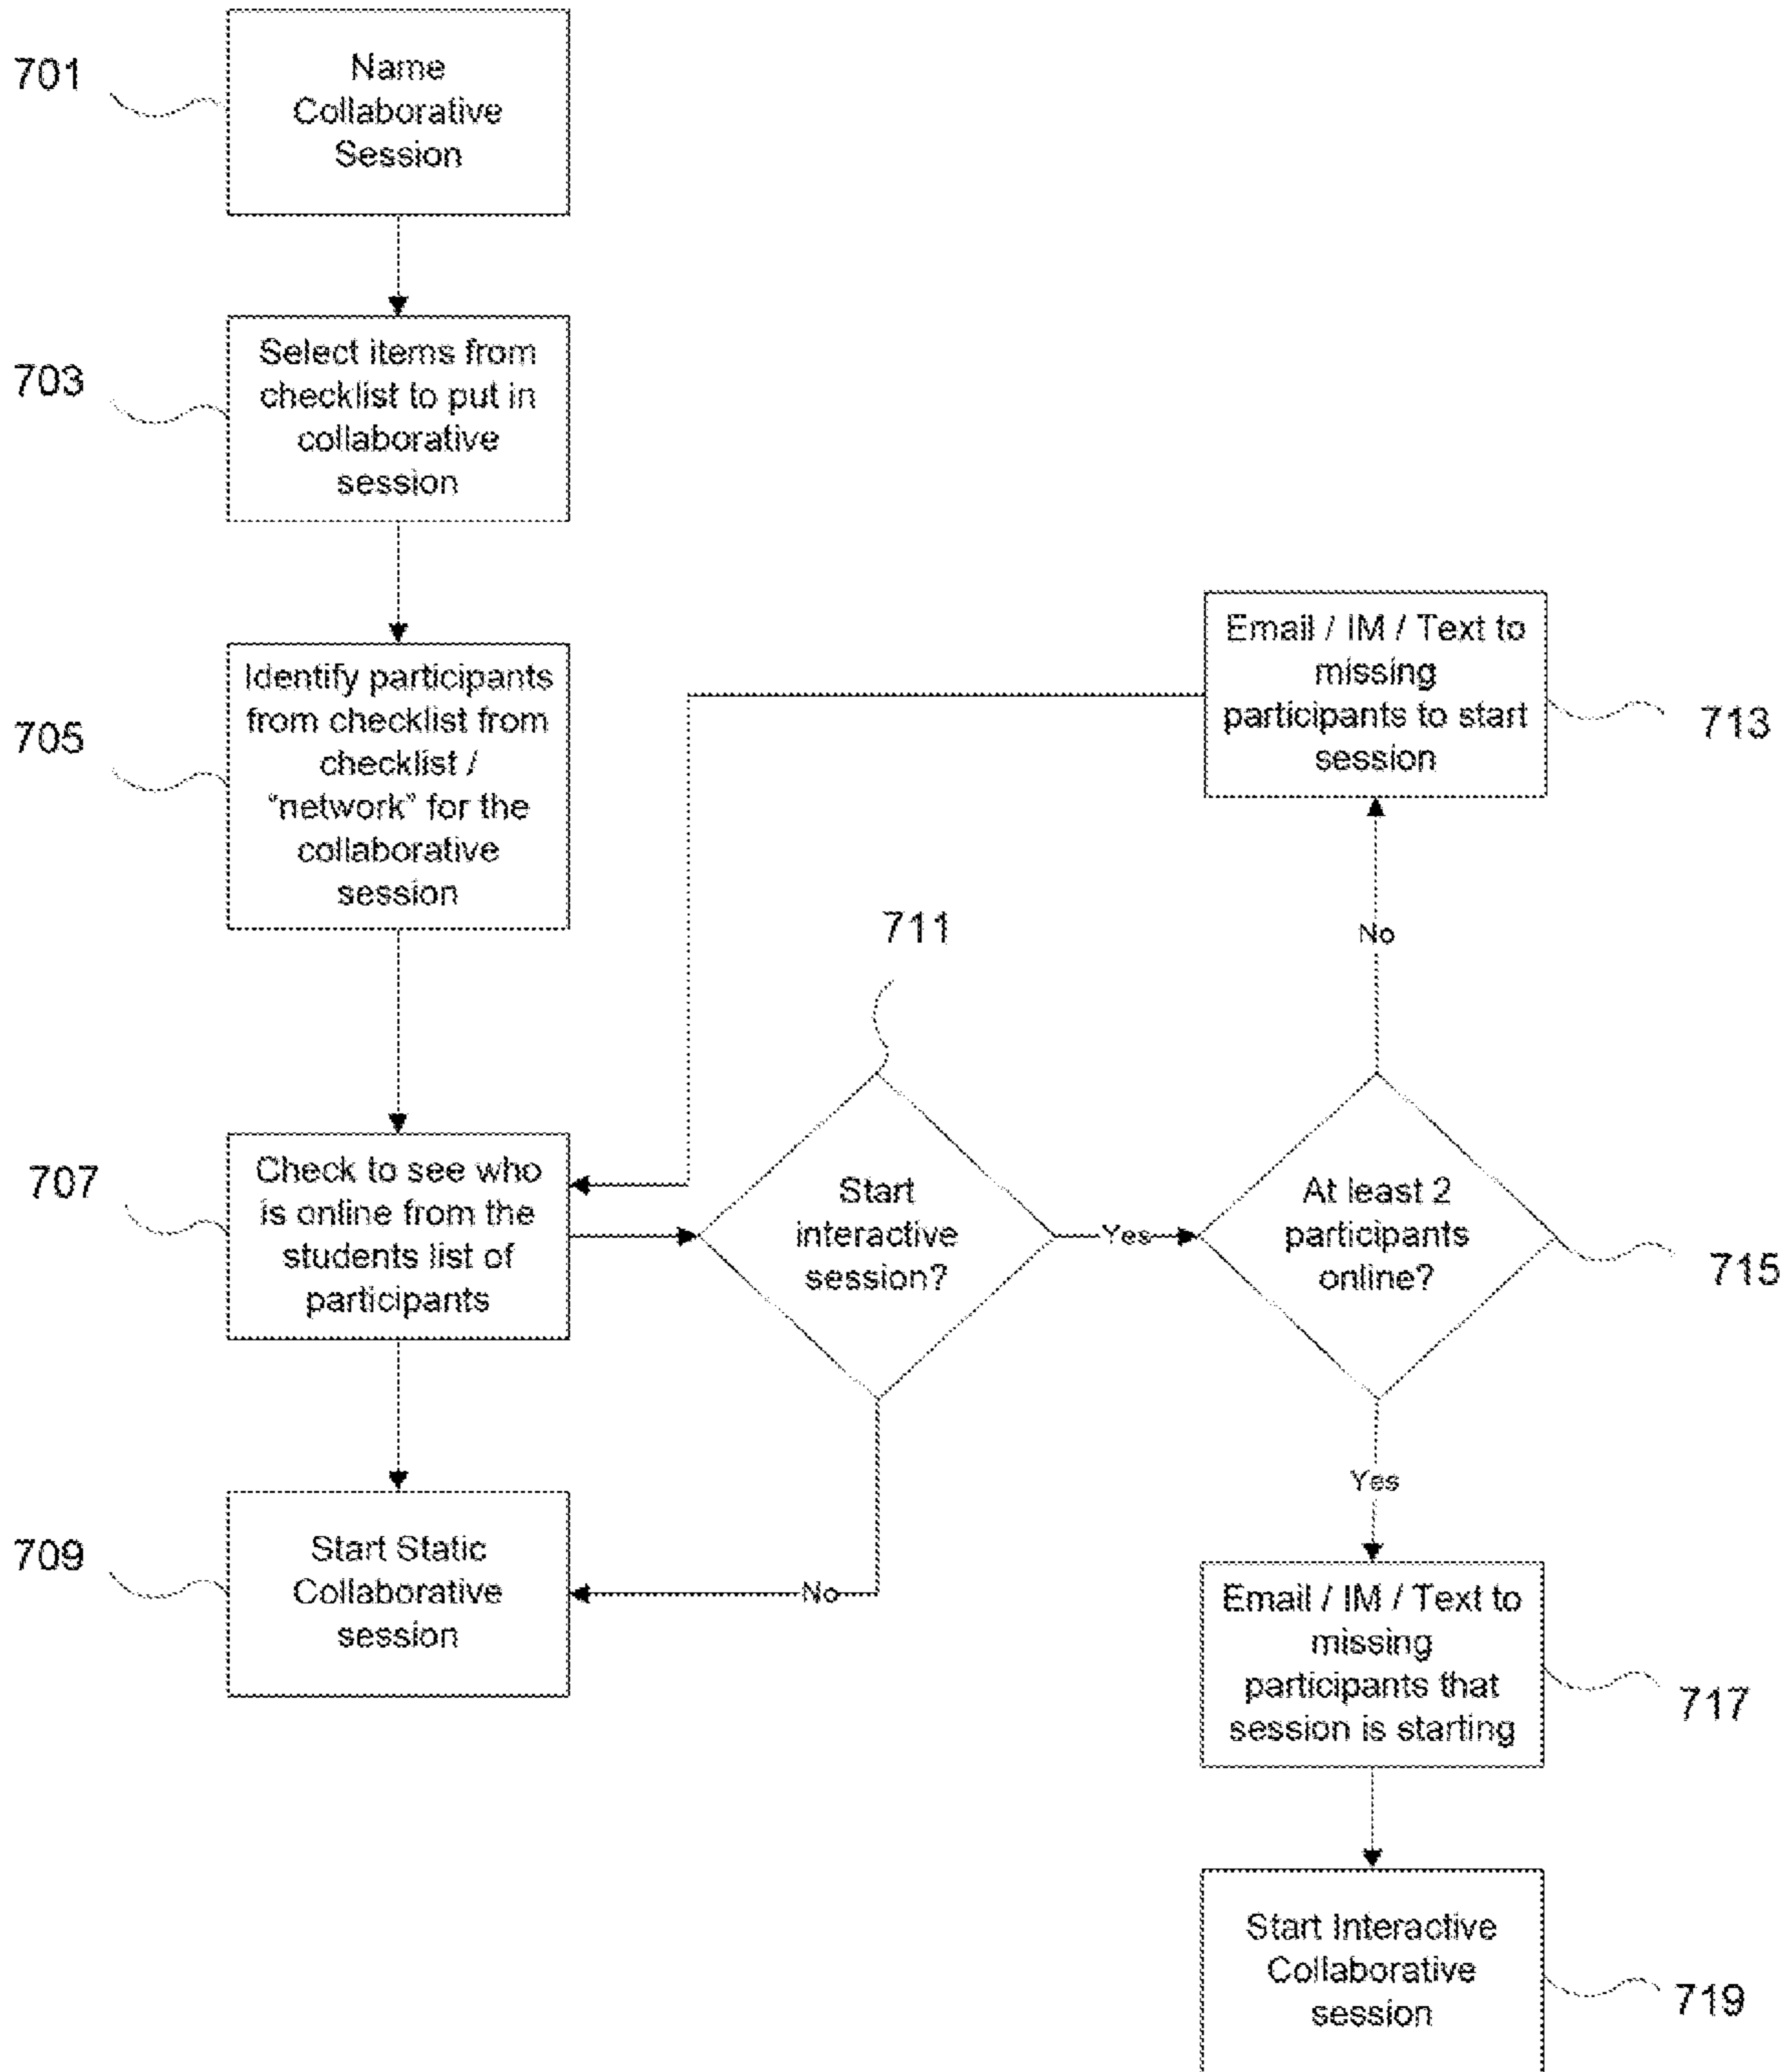 701
Name
Collaborative
Session
703
Select items from
checklist to put in
collaborative
session
705
Identify participants
from checklist from
checklist /
"network" for the
collaborative
session
Email / IM / Text to
missing
participants to start
session
713
711
No
707
Check to see who
is online from the
students list of
participants
Start
interactive
session?
Yes
At least 2
participants
online?
715
Yes
709
Start Static
Collaborative
session
No
Email / IM / Text to
missing
participants that
session is starting
717
Start Interactive
Collaborative
session
719